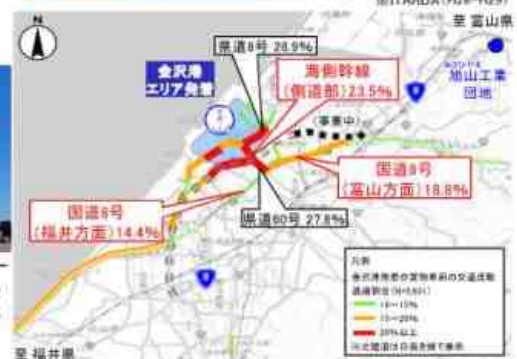 至 富山県
県道8号 28.9%
金沢港
エリア発着
海側幹線
(側道部)23.5%
旭山工業
団地
8
(事業中)
国道8号
(富山方面)18.8%
国道8号
(福井方面)14.4%
県道60号 27.8%
8
凡例
10～15%
15～20%
20%以上
至 福井県